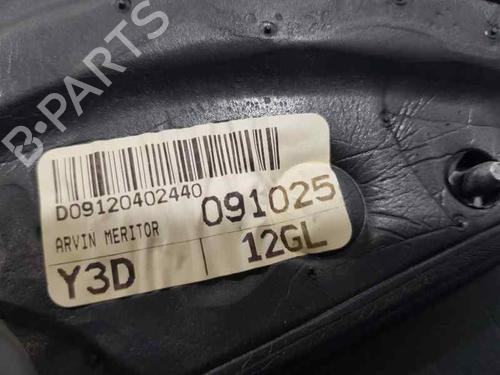 B-PARTS
D09120402440
091025
ARVIN MERITOR
Y3D
12GL